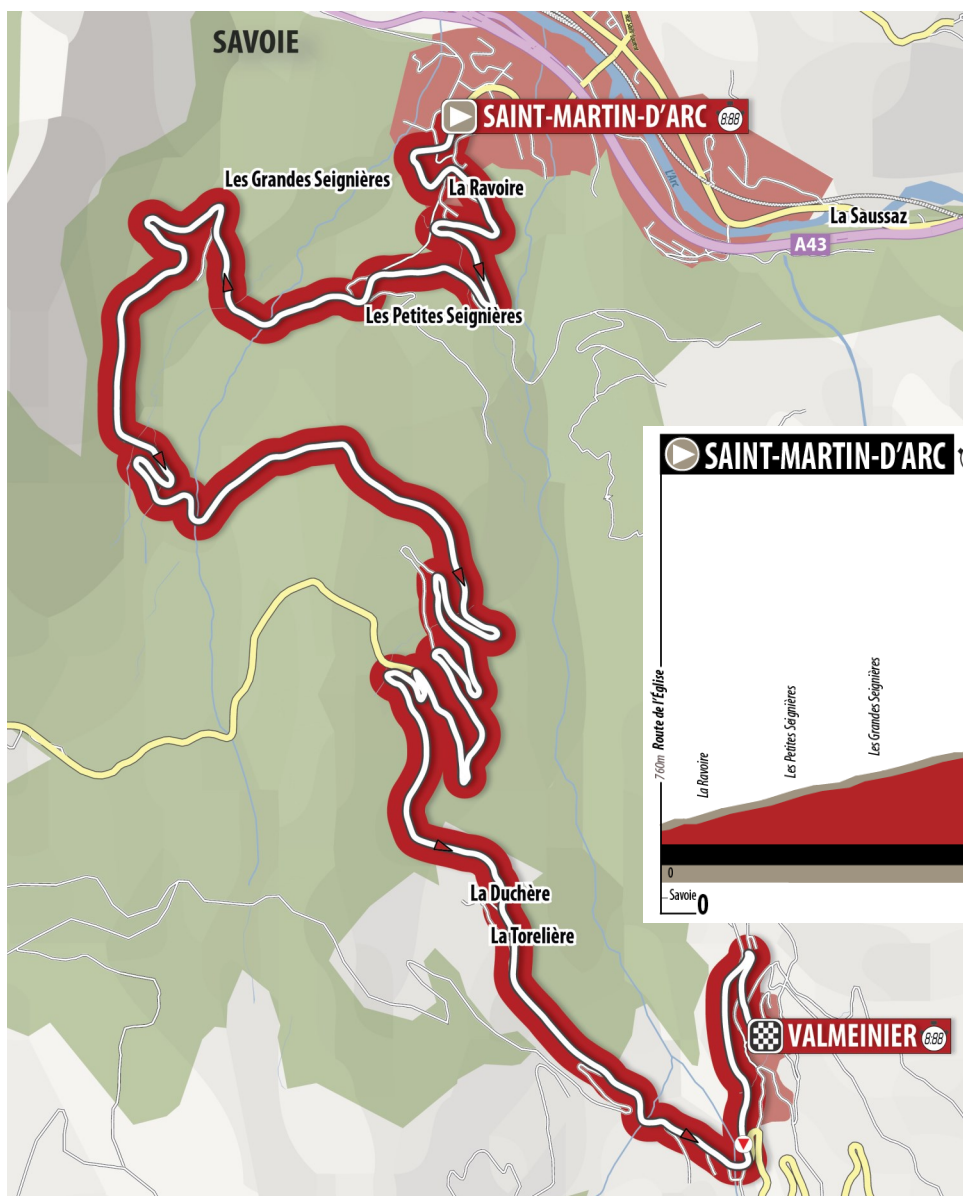 SAVOIE
SAINT-MARTIN-D'ARC 8:88
Les Grandes Seignières
La Ravoire
l'Arc
La Saussaz
A43
Les Petites Seignières
SAINT-MARTIN-D'ARC
760m Route de l'Église
La Ravoire
Les Petites Seignières
Les Grandes Seignières
0
Savoie 0
La Duchère
La Torelière
VALMEINIER 8:88